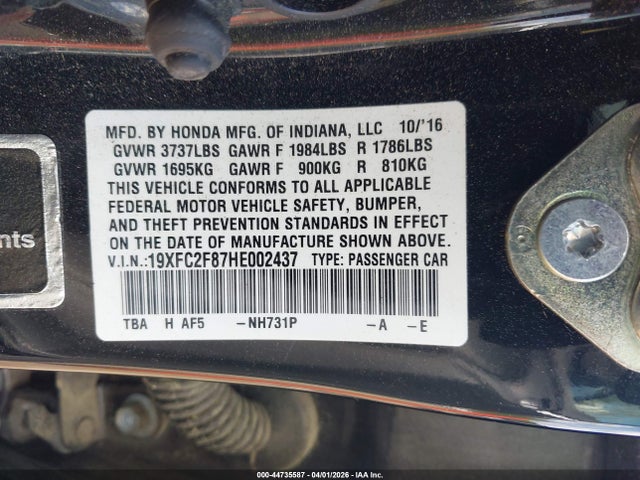 MFD. BY HONDA MFG. OF INDIANA, LLC 10/'16
GVWR 3737LBS GAWR F 1984LBS R 1786LBS
GVWR 1695KG GAWR F 900KG R 810KG
THIS VEHICLE CONFORMS TO ALL APPLICABLE
FEDERAL MOTOR VEHICLE SAFETY, BUMPER,
AND THEFT PREVENTION STANDARDS IN EFFECT
ON THE DATE OF MANUFACTURE SHOWN ABOVE.
V.I.N.:19XFC2F87HE002437 TYPE: PASSENGER CAR
TBA H AF5 -NH731P -A -E
nts
000-44735587 - 04/01/2026 - IAA Inc.